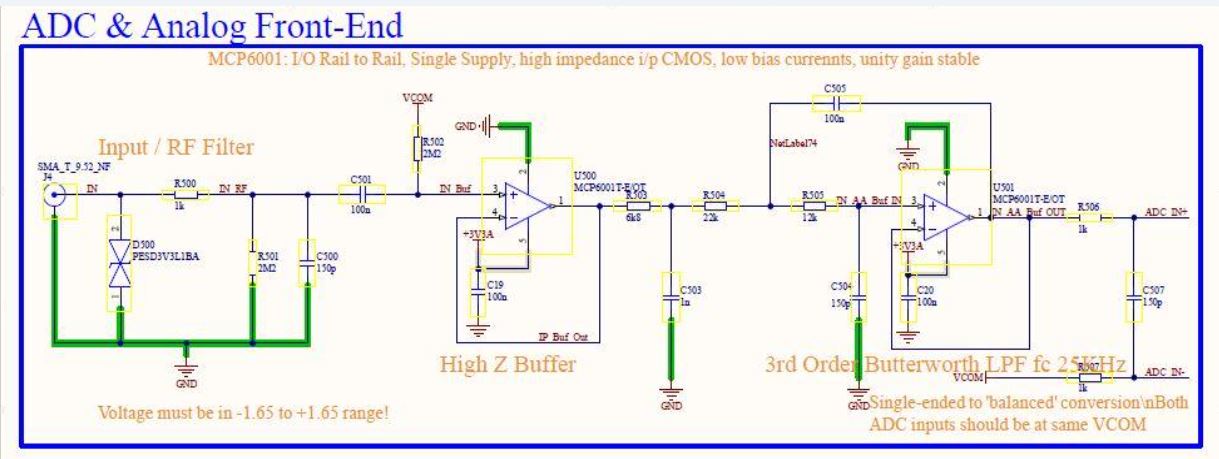 ADC & Analog Front-End
MCP6001: I/O Rail to Rail, Single Supply, high impedance i/p CMOS, low bias currennts, unity gain stable
Input / RF Filter
SMA_T_9.52_NF
J4
IN
R500
1k
IN_RF
D500
PESD3V3L1BA
2
1
R501
2M2
C500
150p
GND
C501
100n
VCOM
R502
2M2
IN_Buf
GND
U500
MCP6001T-E/OT
3
4
1
2
5
+3V3A
C19
100n
IP_Buf_Out
High Z Buffer
R503
6k8
C503
1n
GND
R504
22k
NetLabel74
C505
100n
R505
12k
IN_AA_Buf_IN
C504
150p
GND
GND
U501
MCP6001T-E/OT
3
4
1
2
5
+3V3A
C20
100n
IN_AA_Buf_OUT
R506
1k
ADC_IN+
C507
150p
3rd Order Butterworth LPF fc 25KHz
VCOM
R507
1k
ADC_IN-
Voltage must be in -1.65 to +1.65 range!
Single-ended to 'balanced' conversion\nBoth
ADC inputs should be at same VCOM